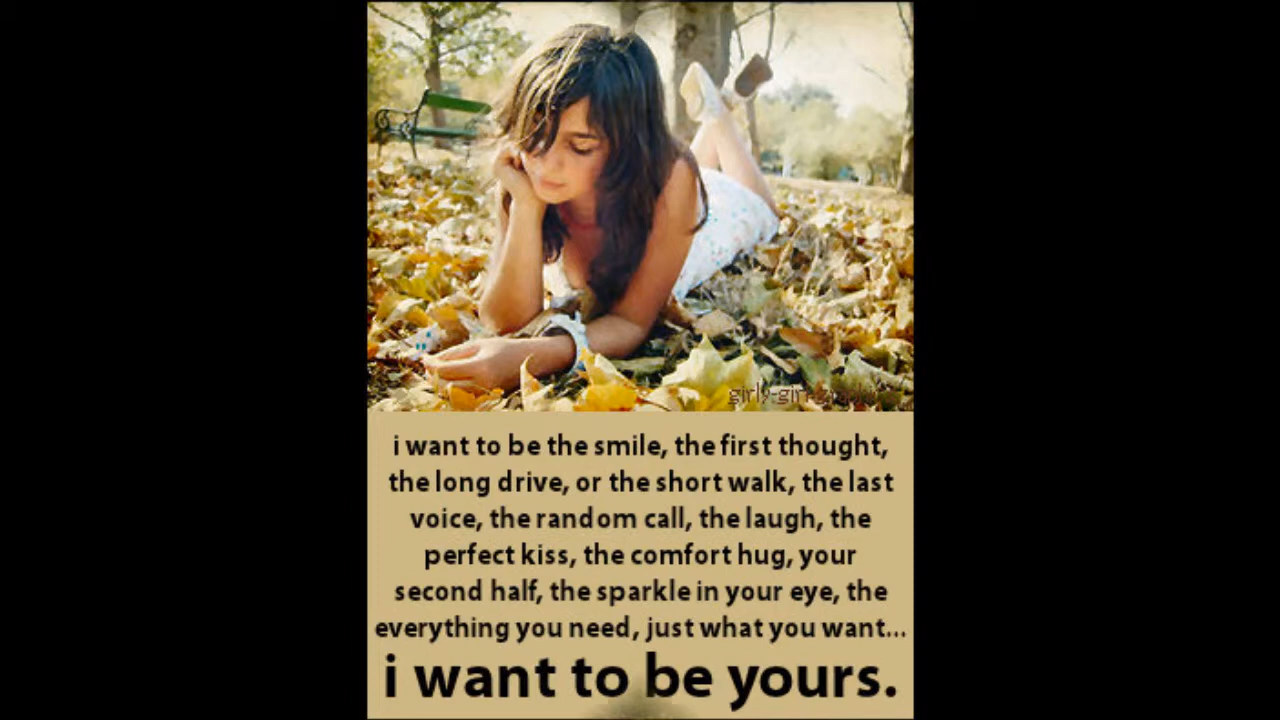 i want to be the smile, the first thought,
the long drive, or the short walk, the last
voice, the random call, the laugh, the
perfect kiss, the comfort hug, your
second half, the sparkle in your eye, the
everything you need, just what you want...
i want to be yours.